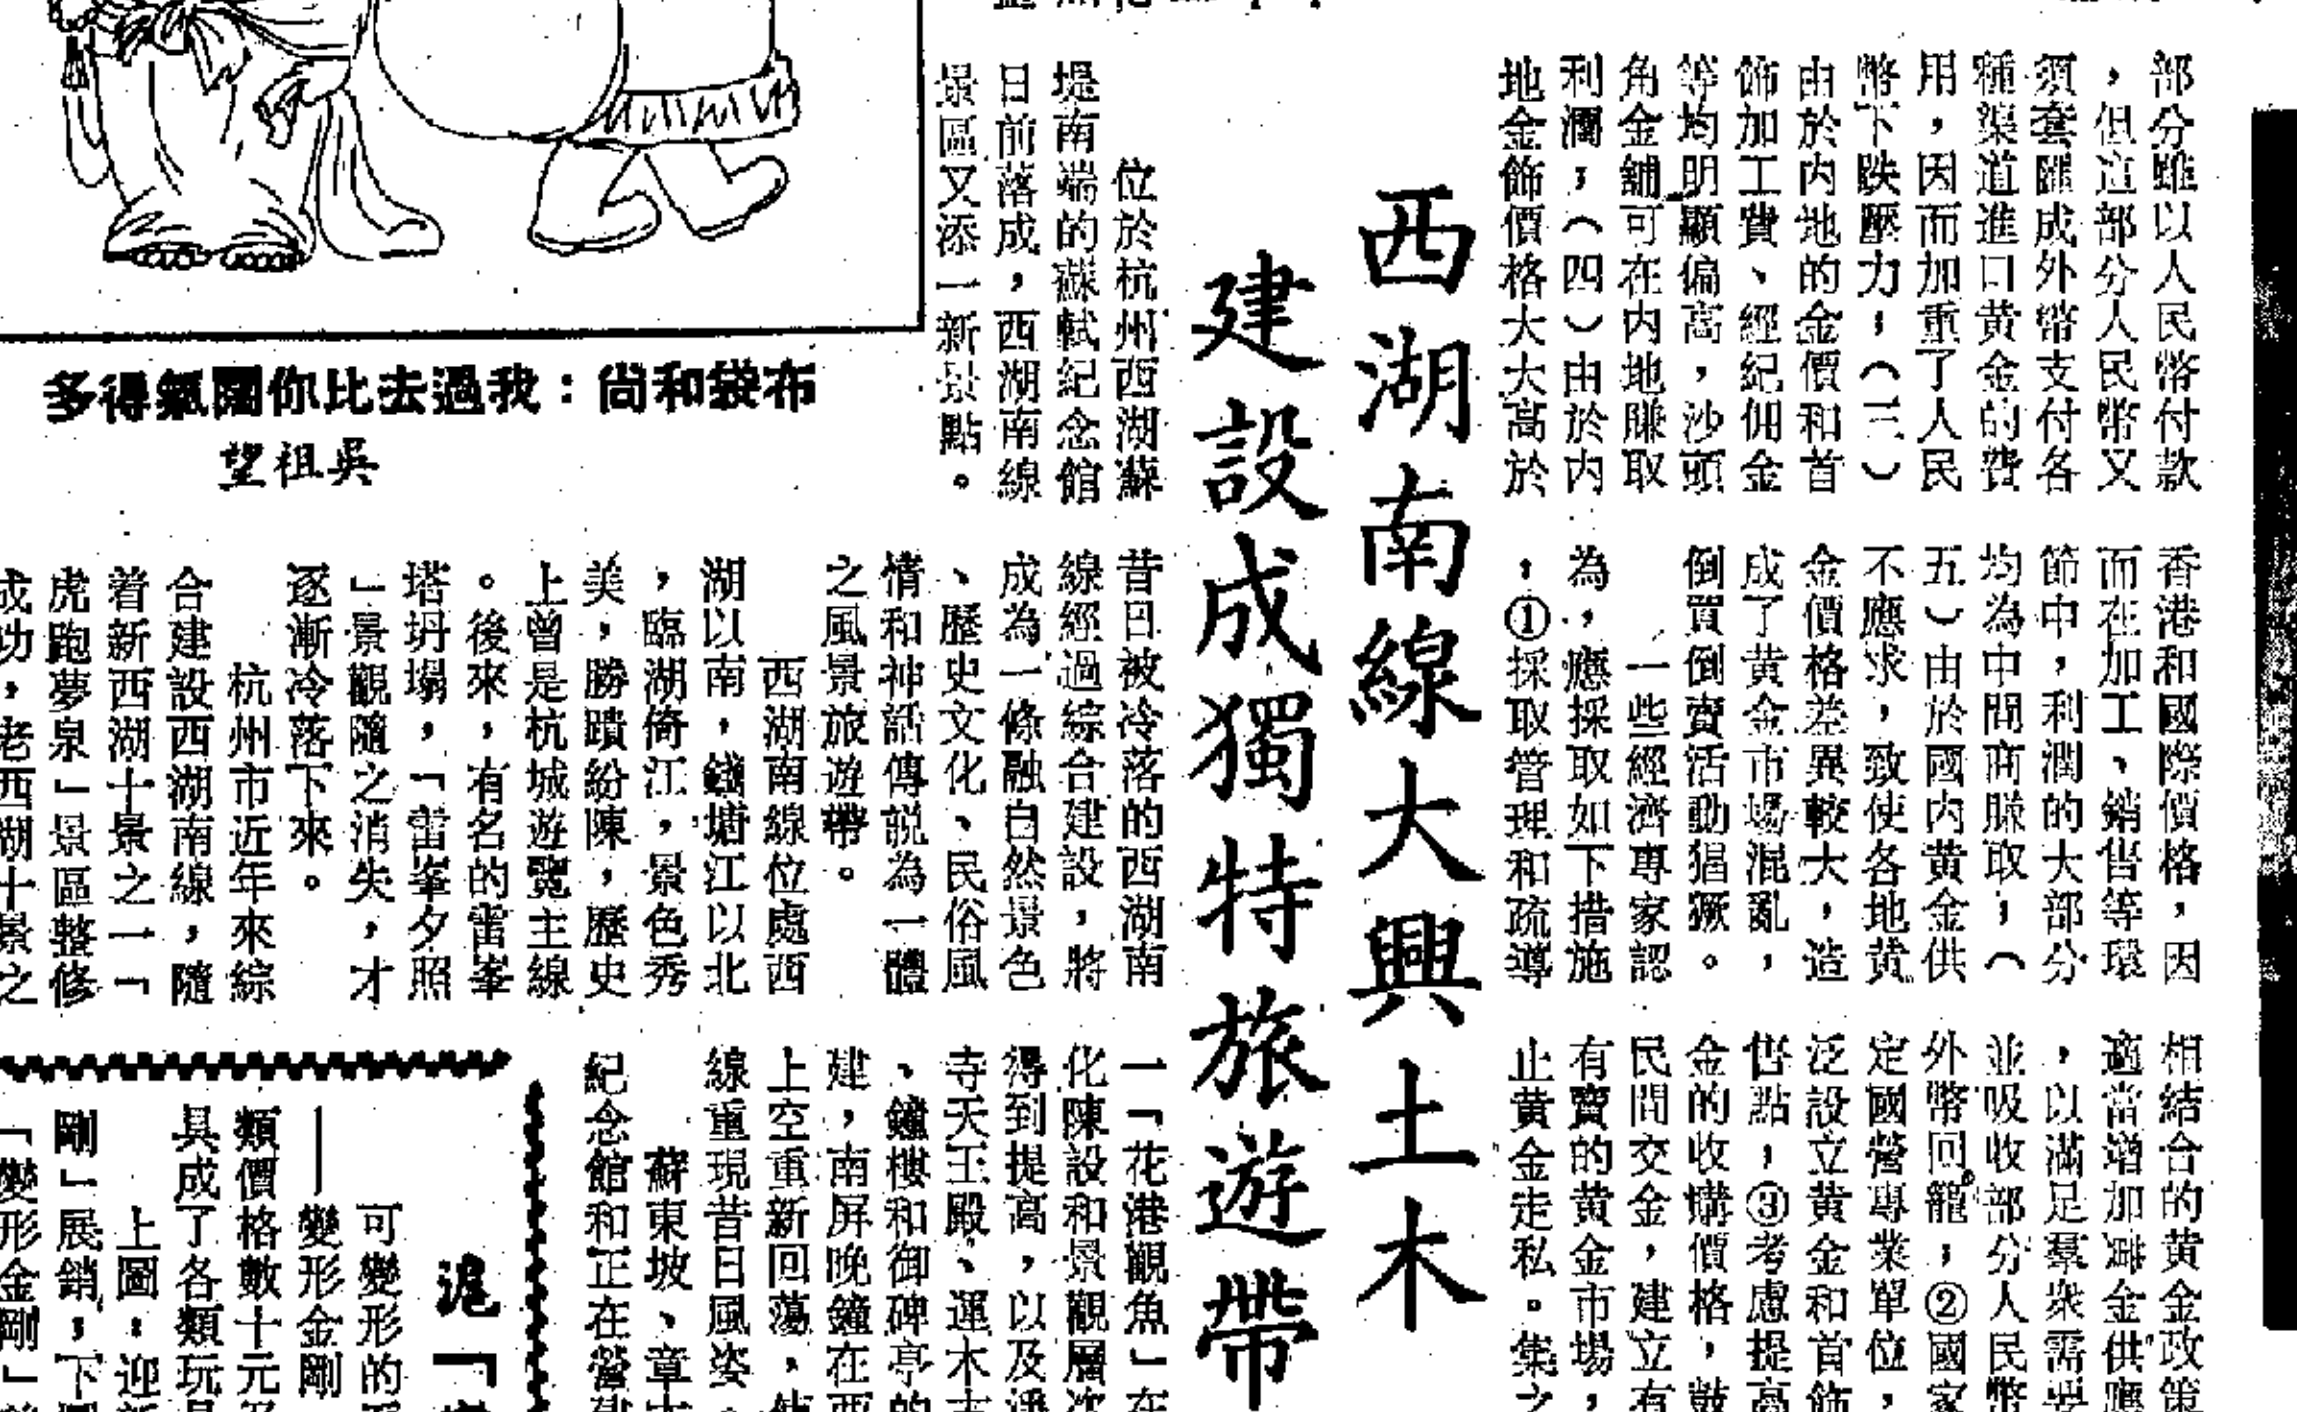 部分雖以人民幣付款
，但這部分人民幣又
須套匯成外幣支付各
種渠道進口黃金的費
用，因而加重了人民
幣下跌壓力；（三）
由於內地的金價和首
飾加工費、經紀佣金
等均明顯偏高，沙頭
角金舖可在內地賺取
利潤；（四）由於內
地金飾價格大大高於
香港和國際價格，因
而在加工、銷售等環
節中，利潤的大部分
均為中間商賺取；（
五）由於國內黃金供
不應求，致使各地黃
金價格差異較大，造
成了黃金市場混亂，
倒買倒賣活動猖獗。
一些經濟專家認
為，應採取如下措施
：①採取管理和疏導
相結合的黃金政策
適當增加黃金供應
，以滿足羣衆需要
並吸收部分人民幣
外幣回籠；②國家
定國營專業單位，
泛設立黃金和首飾
售點；③考慮提高
金的收購價格，鼓
民間交金，建立有
有賣的黃金市場，
止黃金走私。集之
西湖南線大興土木
建設成獨特旅遊帶
位於杭州西湖蘇
堤南端的蘇軾紀念館
日前落成，西湖南線
景區又添一新景點。
昔日被冷落的西湖南
線經過綜合建設，將
成為一條融自然景色
、歷史文化、民俗風
情和神話傳說為一體
之風景旅遊帶。
西湖南線位處西
湖以南，錢塘江以北
，臨湖倚江，景色秀
美，勝蹟紛陳，歷史
上曾是杭城遊覽主線
。後來，有名的雷峯
塔坍塌，「雷峯夕照
」景觀隨之消失，才
逐漸冷落下來。
杭州市近年來綜
合建設西湖南線，隨
着新西湖十景之一「
虎跑夢泉」景區整修
成功，老西湖十景之
一「花港觀魚」在
化陳設和景觀層次
得到提高，以及淨
寺天王殿、運木古
、鐘樓和御碑亭的
建，南屏晚鐘在西
上空重新回蕩，使
線重現昔日風姿。
蘇東坡、章太
紀念館和正在營建
布袋和尚：我過去比你闊氣得多
吳祖望
滬「
可變形的
——變形金剛
類價格數十元
具成了各類玩具
上圖：迎新
剛」展銷；下圖
「變形金剛」